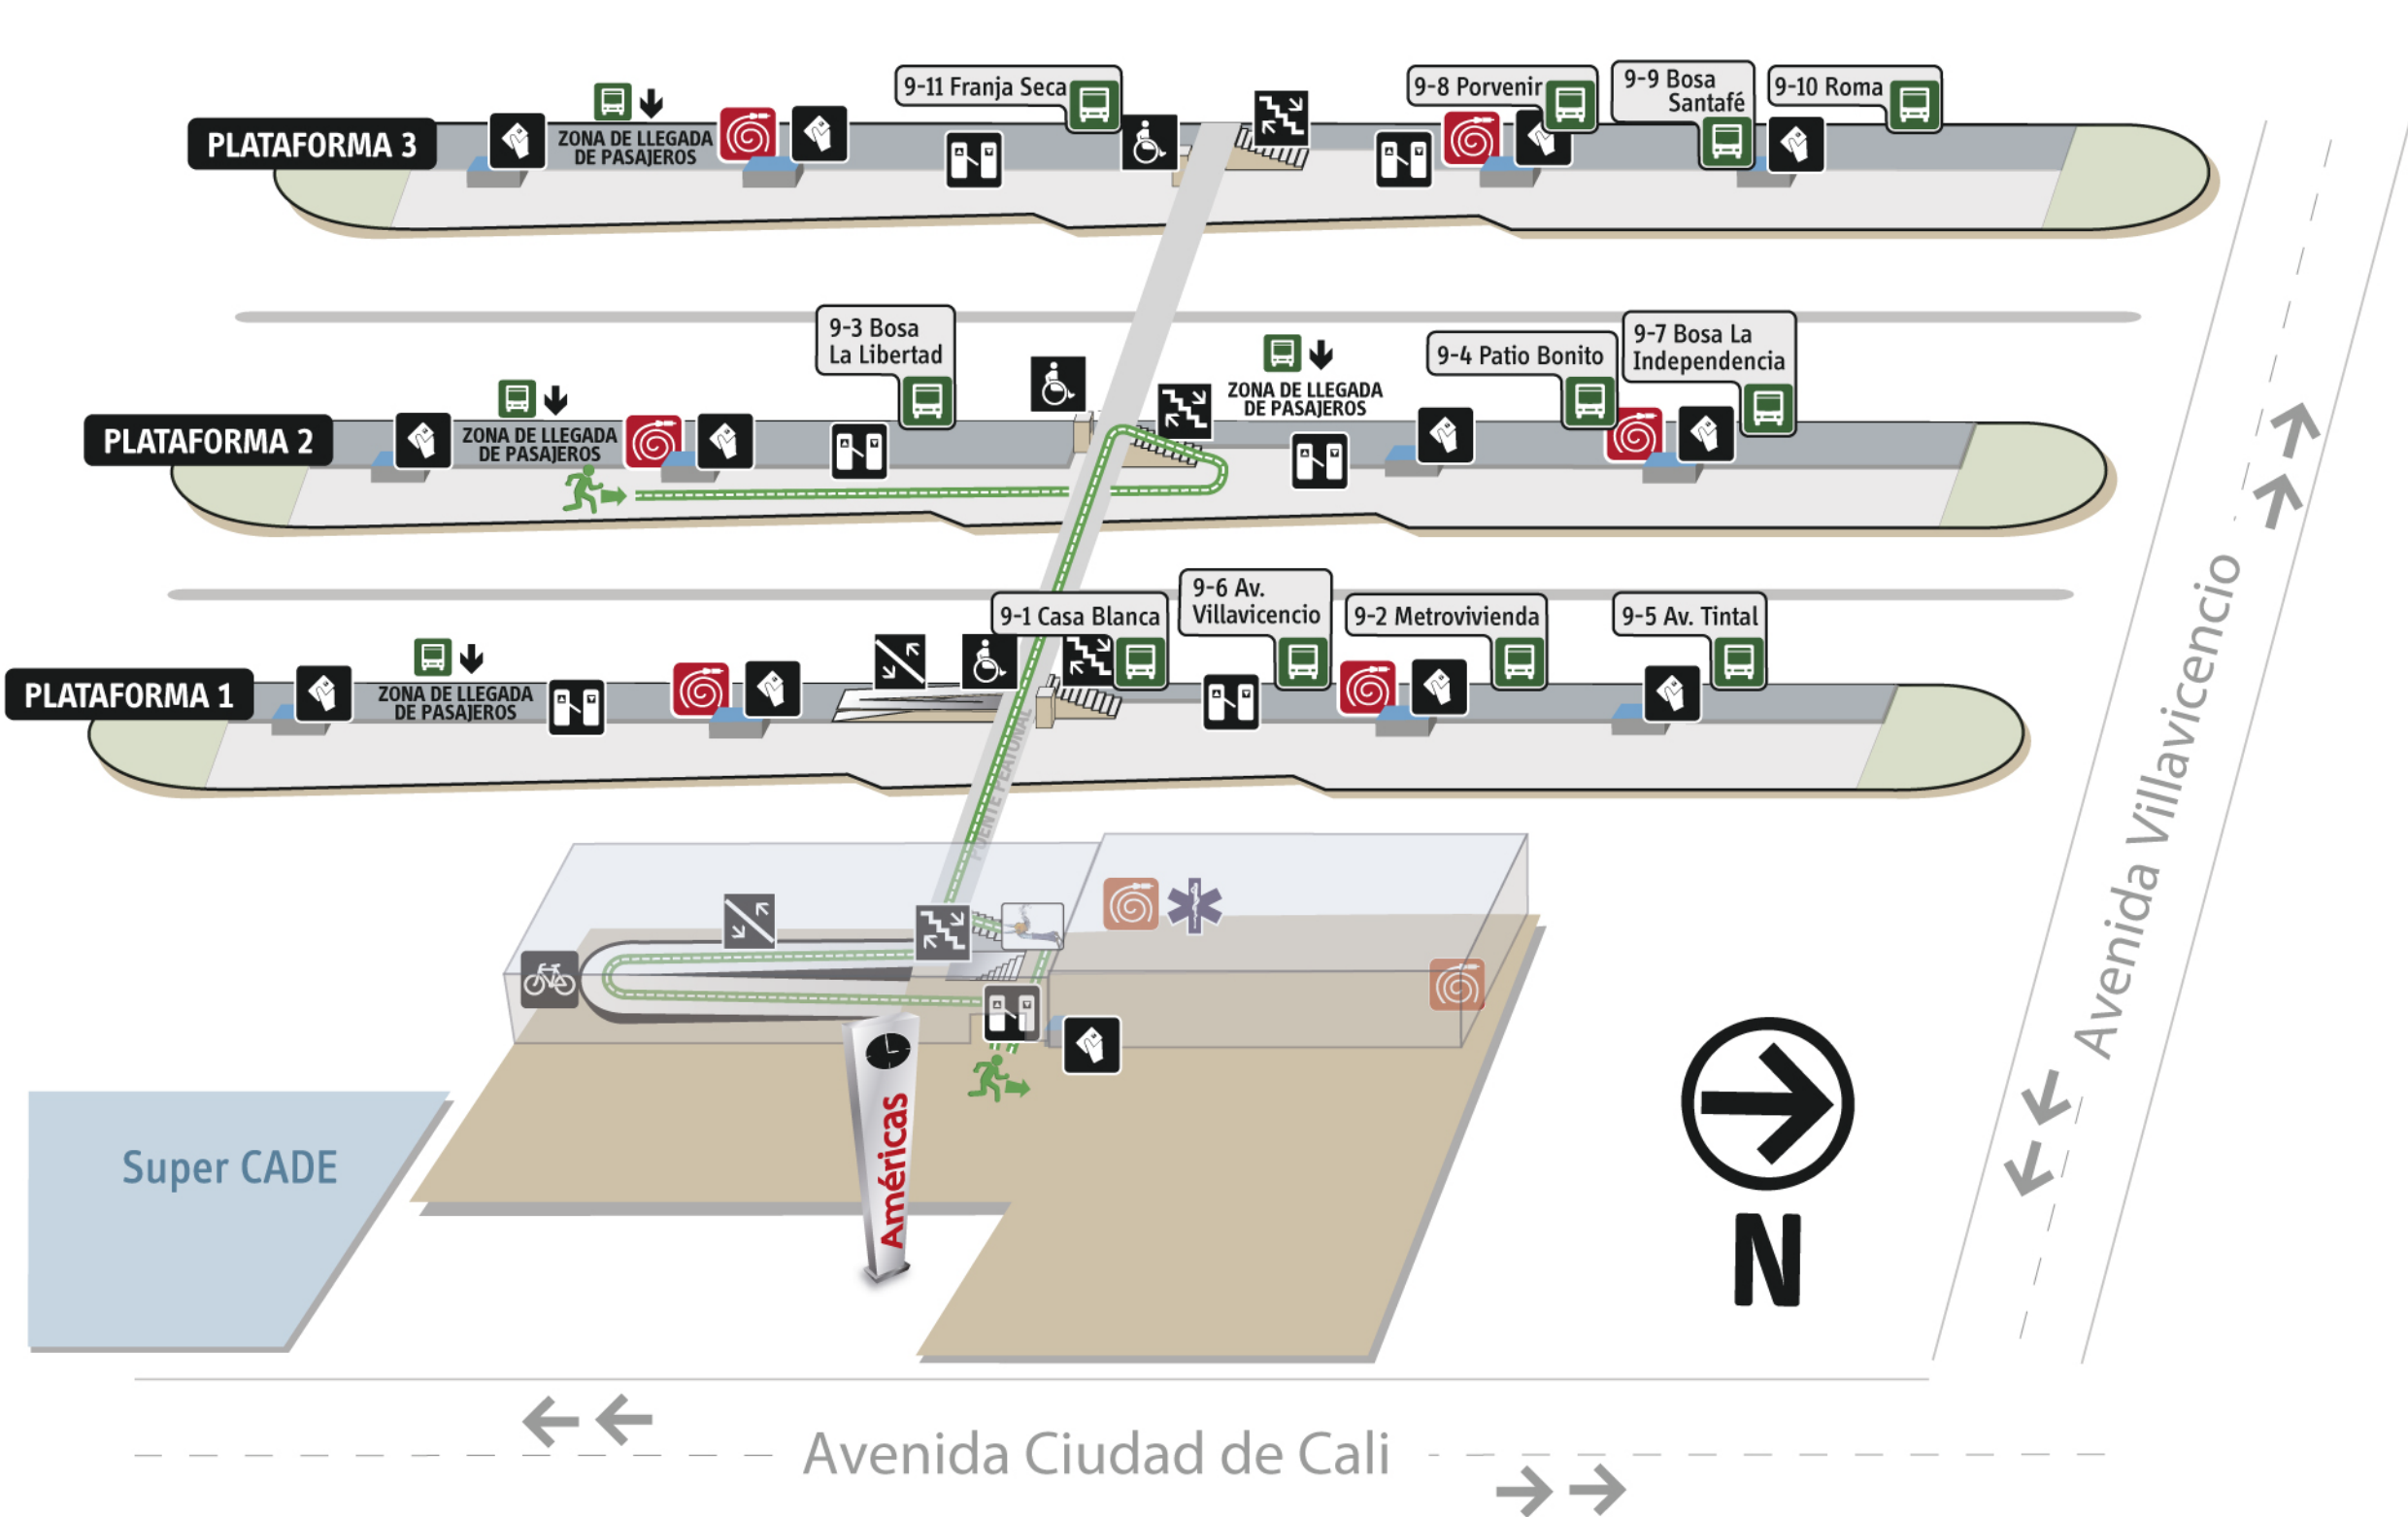 9-11 Franja Seca
9-8 Porvenir
9-9 Bosa
Santafé
9-10 Roma
PLATAFORMA 3
ZONA DE LLEGADA
DE PASAJEROS
9-3 Bosa
La Libertad
9-4 Patio Bonito
9-7 Bosa La
Independencia
ZONA DE LLEGADA
DE PASAJEROS
PLATAFORMA 2
ZONA DE LLEGADA
DE PASAJEROS
9-1 Casa Blanca
9-6 Av.
Villavicencio
9-2 Metrovivienda
9-5 Av. Tintal
PLATAFORMA 1
ZONA DE LLEGADA
DE PASAJEROS
PUENTE PEATONAL
Avenida Villavicencio
Américas
Super CADE
N
Avenida Ciudad de Cali